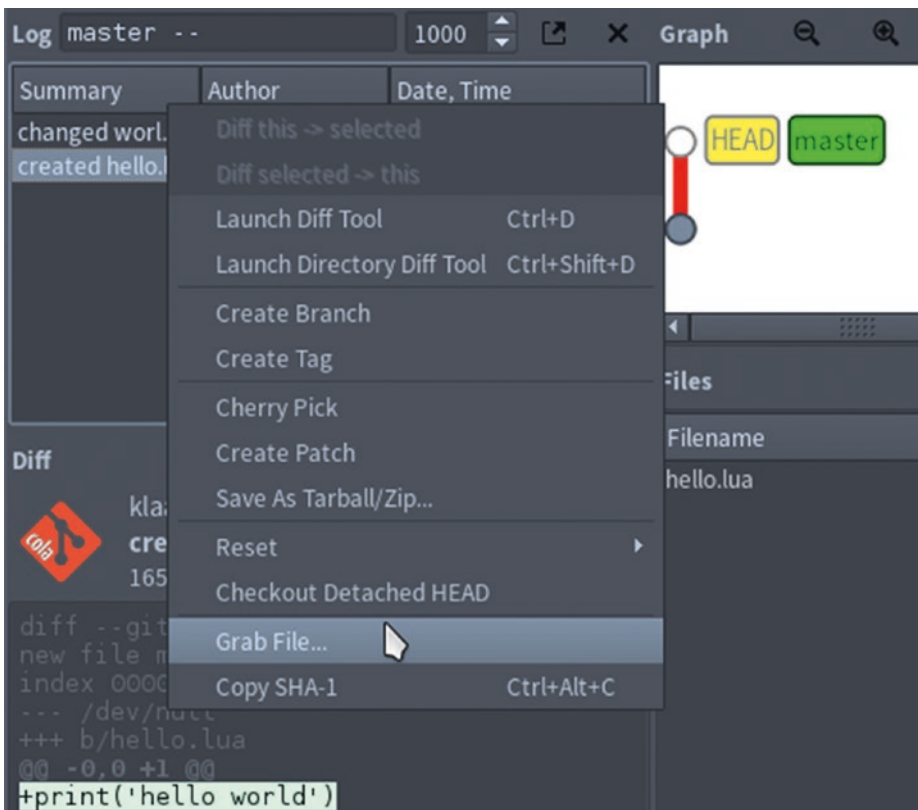 Log master -- 1000 Graph
Summary Author Date, Time
changed worl.
created hello.l
HEAD master
Diff this -> selected
Diff selected -> this
Launch Diff Tool Ctrl+D
Launch Directory Diff Tool Ctrl+Shift+D
Create Branch
Create Tag
Cherry Pick
Create Patch
Save As Tarball/Zip...
Reset
Checkout Detached HEAD
Grab File...
Copy SHA-1 Ctrl+Alt+C
Files
Filename
hello.lua
Diff
cola
kla
cre
165
diff --git
new file m
index 0000
--- /dev/null
+++ b/hello.lua
@@ -0,0 +1 @@
+print('hello world')